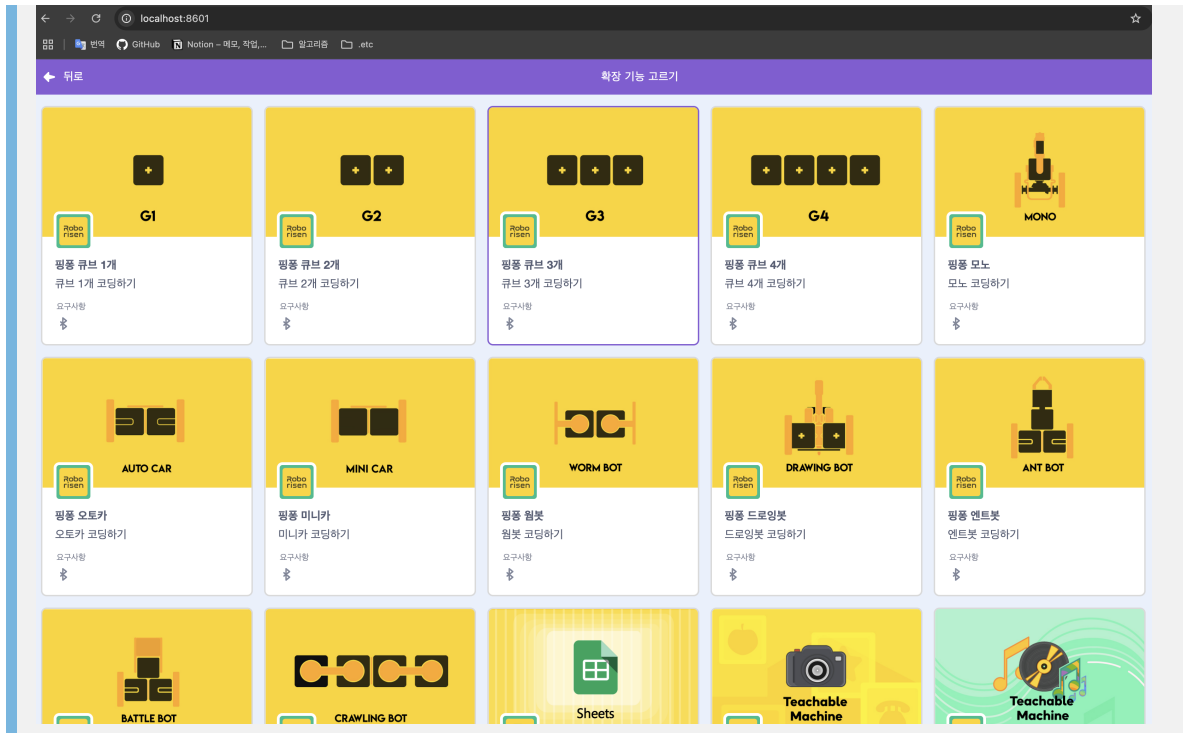 localhost:8601
번역 GitHub Notion – 메모, 작업,... 알고리즘 .etc
뒤로 확장 기능 고르기
G1
Robo
risen
핑퐁 큐브 1개
큐브 1개 코딩하기
요구사항
G2
Robo
risen
핑퐁 큐브 2개
큐브 2개 코딩하기
요구사항
G3
Robo
risen
핑퐁 큐브 3개
큐브 3개 코딩하기
요구사항
G4
Robo
risen
핑퐁 큐브 4개
큐브 4개 코딩하기
요구사항
MONO
Robo
risen
핑퐁 모노
모노 코딩하기
요구사항
AUTO CAR
Robo
risen
핑퐁 오토카
오토카 코딩하기
요구사항
MINI CAR
Robo
risen
핑퐁 미니카
미니카 코딩하기
요구사항
WORM BOT
Robo
risen
핑퐁 웜봇
웜봇 코딩하기
요구사항
DRAWING BOT
Robo
risen
핑퐁 드로잉봇
드로잉봇 코딩하기
요구사항
ANT BOT
Robo
risen
핑퐁 엔트봇
엔트봇 코딩하기
요구사항
BATTLE BOT
CRAWLING BOT
Sheets
Teachable
Machine
Teachable
Machine